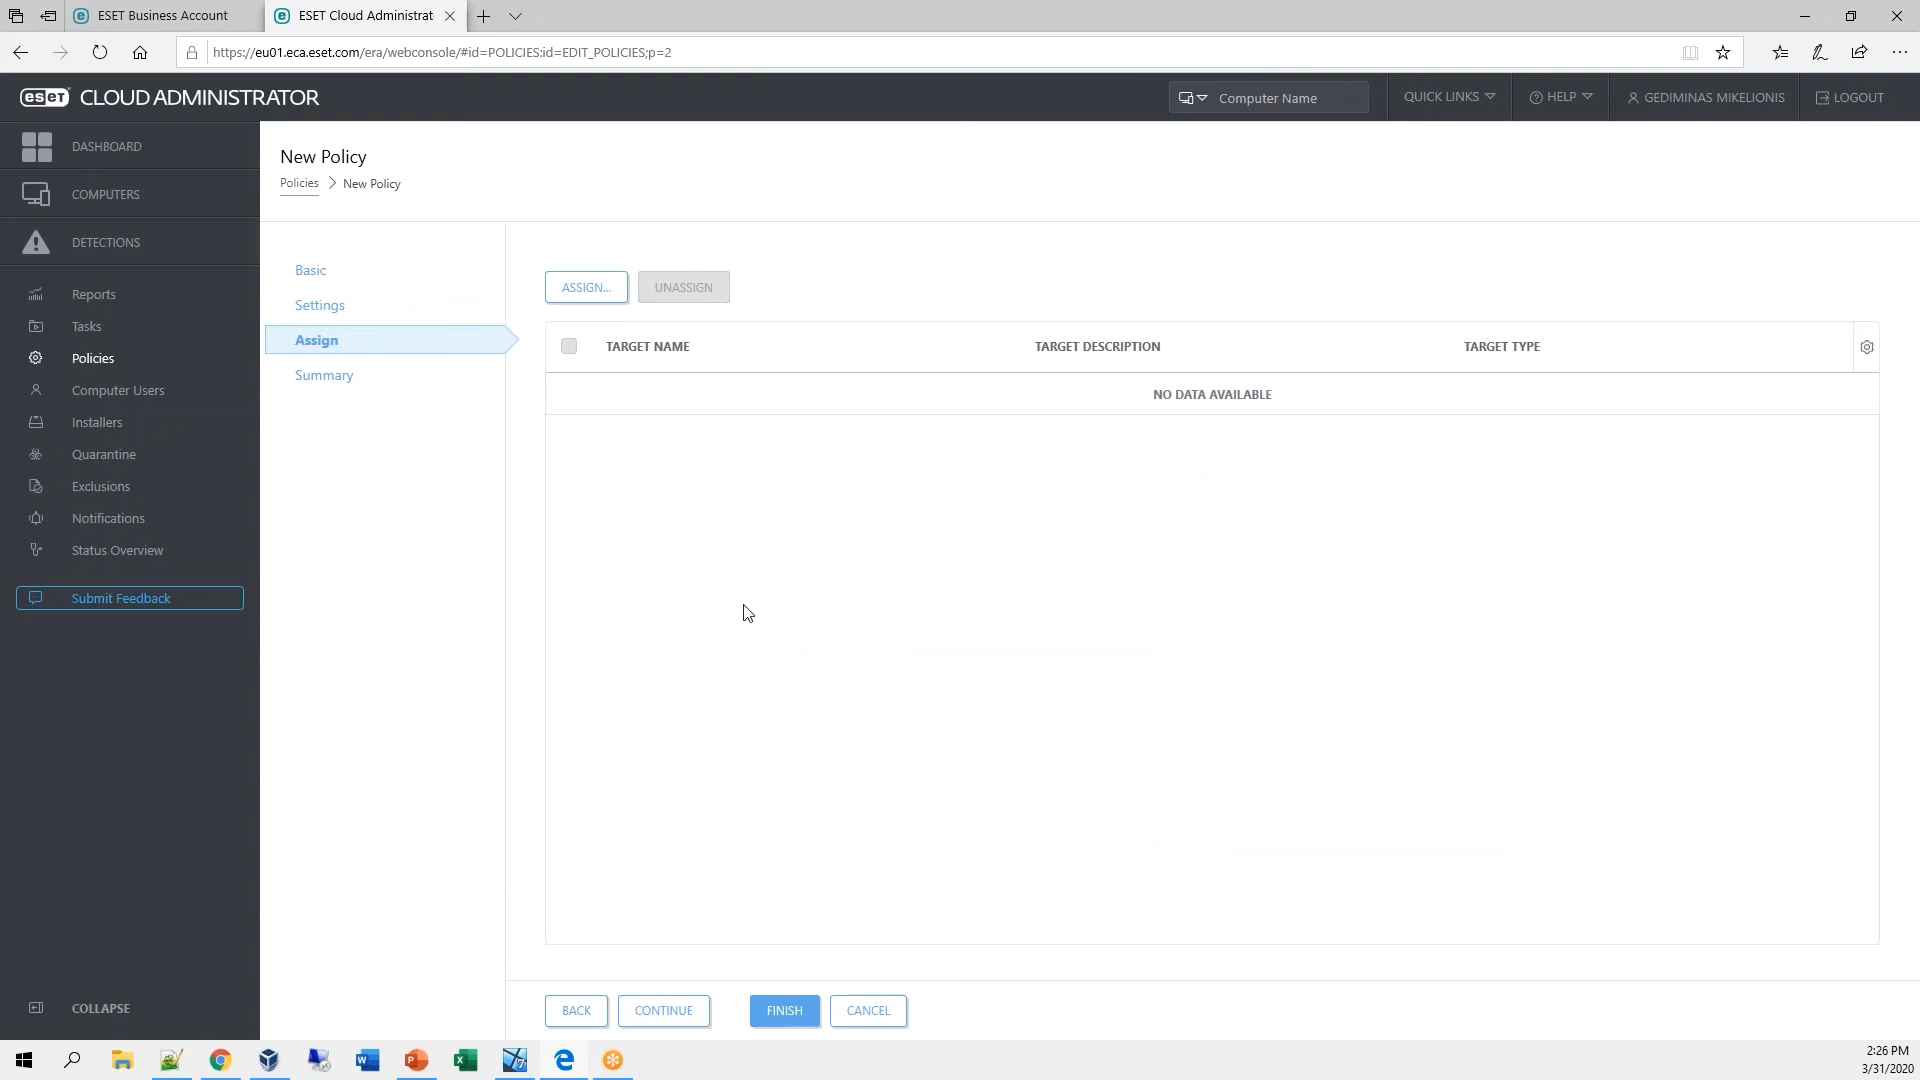 ESET Business Account
ESET Cloud Administrat
https://eu01.eca.eset.com/era/webconsole/#id=POLICIES:id=EDIT_POLICIES;p=2
eset CLOUD ADMINISTRATOR
Computer Name
QUICK LINKS
HELP
GEDIMINAS MIKELIONIS
LOGOUT
DASHBOARD
COMPUTERS
DETECTIONS
Reports
Tasks
Policies
Computer Users
Installers
Quarantine
Exclusions
Notifications
Status Overview
Submit Feedback
COLLAPSE
New Policy
Policies > New Policy
Basic
Settings
Assign
Summary
ASSIGN...
UNASSIGN
TARGET NAME
TARGET DESCRIPTION
TARGET TYPE
NO DATA AVAILABLE
BACK
CONTINUE
FINISH
CANCEL
2:26 PM
3/31/2020